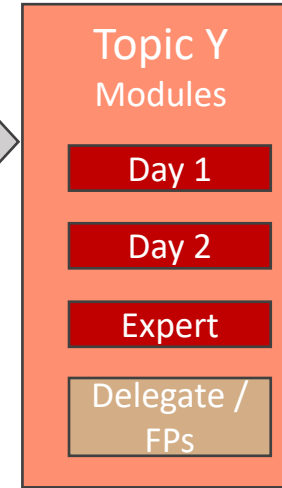 Topic Y
Modules
Day 1
Day 2
Expert
Delegate /
FPs